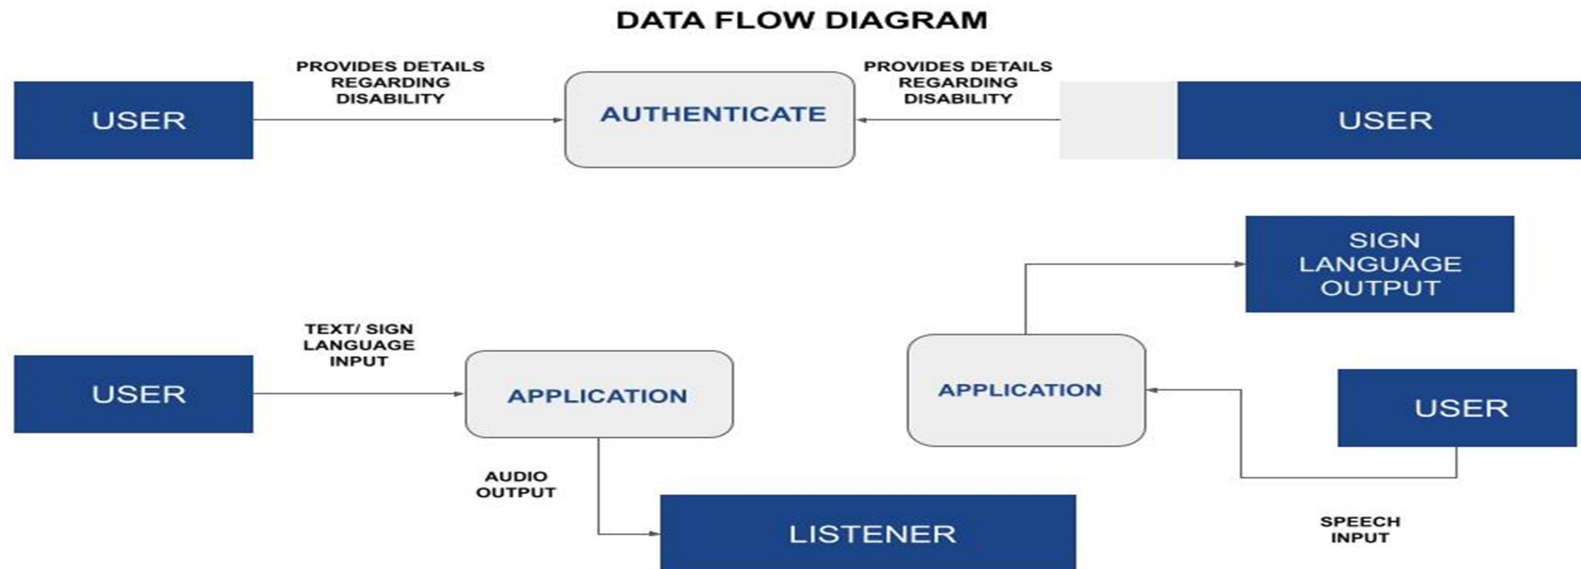 DATA FLOW DIAGRAM
PROVIDES DETAILS
REGARDING
DISABILITY
PROVIDES DETAILS
REGARDING
DISABILITY
USER
AUTHENTICATE
USER
SIGN
LANGUAGE
OUTPUT
TEXT/ SIGN
LANGUAGE
INPUT
USER
APPLICATION
APPLICATION
USER
AUDIO
OUTPUT
LISTENER
SPEECH
INPUT